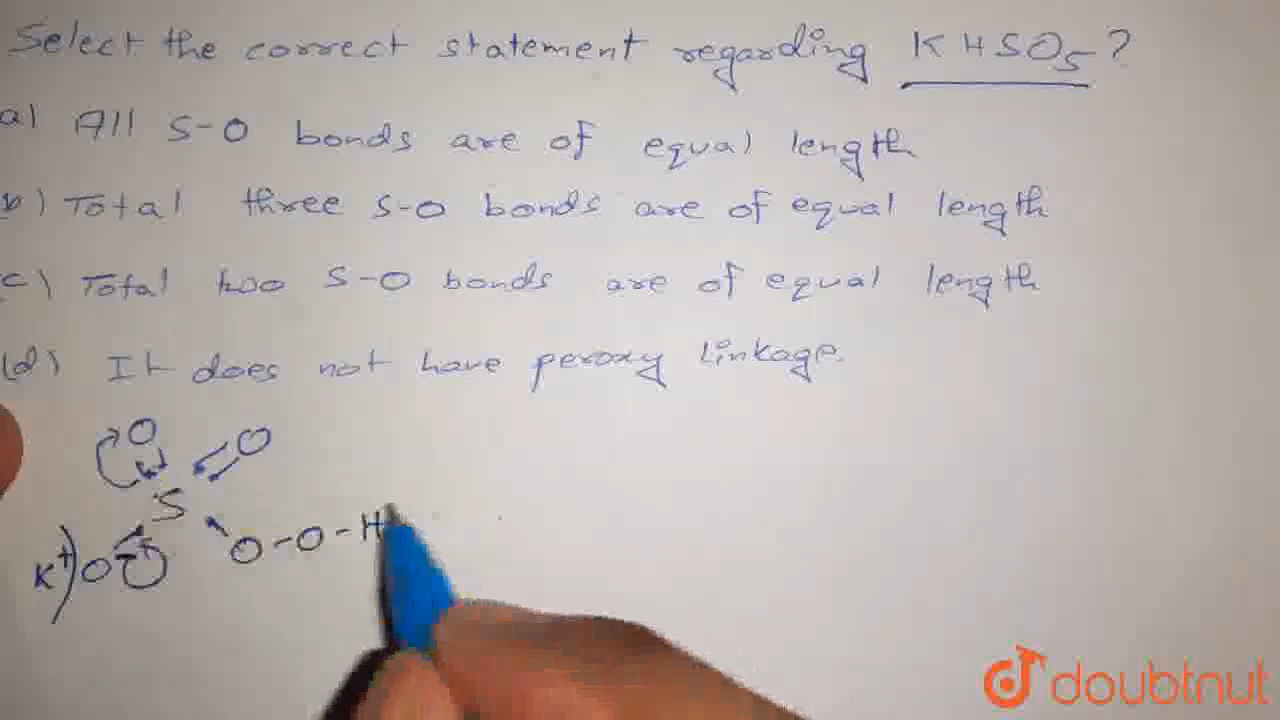 Select the correct statement regarding KHSO5?
a) All S-O bonds are of equal length
b) Total three S-O bonds are of equal length
(c) Total two S-O bonds are of equal length
(d) It does not have peroxy linkage.
O
O
S
K+ O
O-O-H
doubtnut